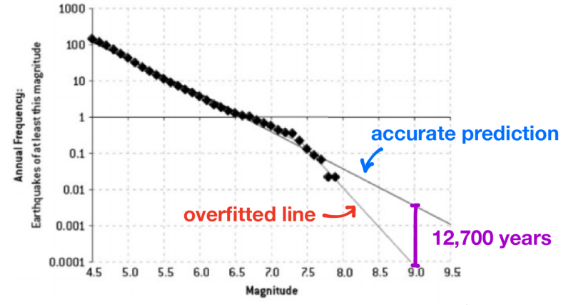 1000
100
10
1
0.1
0.01
0.001
0.0001
Annual Frequency:
Earthquakes of at least this magnitude
accurate prediction
overfitted line
12,700 years
4.5 5.0 5.5 6.0 6.5 7.0 7.5 8.0 8.5 9.0 9.5
Magnitude